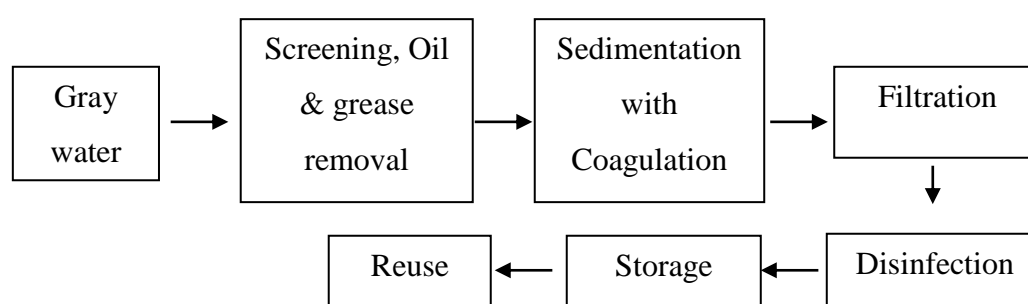 Gray
water
Screening, Oil
& grease
removal
Sedimentation
with
Coagulation
Filtration
Disinfection
Storage
Reuse